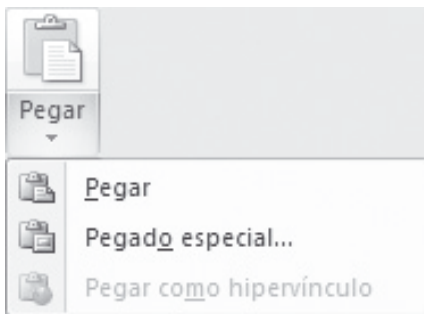 Pegar
Pegar
Pegado especial...
Pegar como hipervínculo